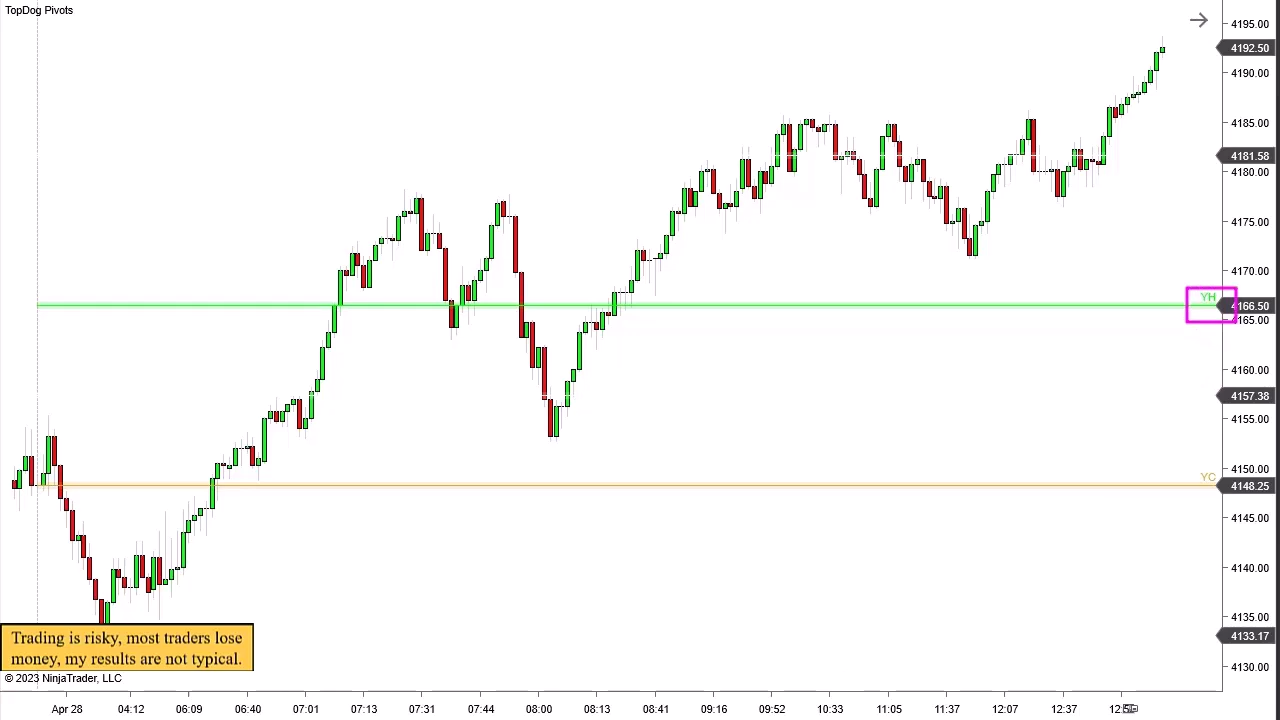 TopDog Pivots
4195.00
4192.50
4190.00
4185.00
4181.58
4180.00
4175.00
4170.00
YH
4166.50
4165.00
4160.00
4157.38
4155.00
4150.00
YC
4148.25
4145.00
4140.00
4135.00
4133.17
4130.00
Trading is risky, most traders lose
money, my results are not typical.
© 2023 NinjaTrader, LLC
Apr 28 04:12 06:09 06:40 07:01 07:13 07:31 07:44 08:00 08:13 08:41 09:16 09:52 10:33 11:05 11:37 12:07 12:37